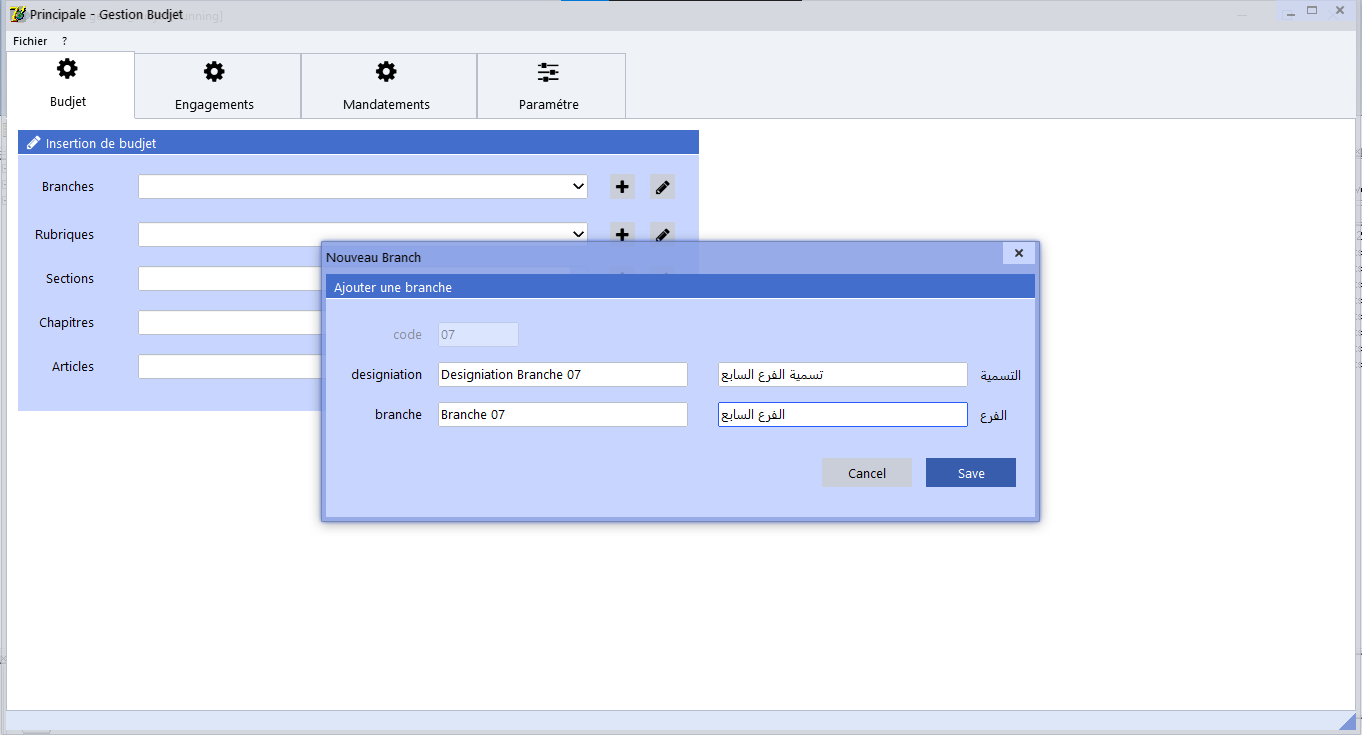 Principale - Gestion Budjet
Fichier ?
Budjet Engagements Mandatements Paramétre
Insertion de budjet
Branches
Rubriques
Sections
Chapitres
Articles
Nouveau Branch
Ajouter une branche
code 07
designiation Designiation Branche 07 تسمية الفرع السابع التسمية
branche Branche 07 الفرع السابع الفرع
Cancel Save